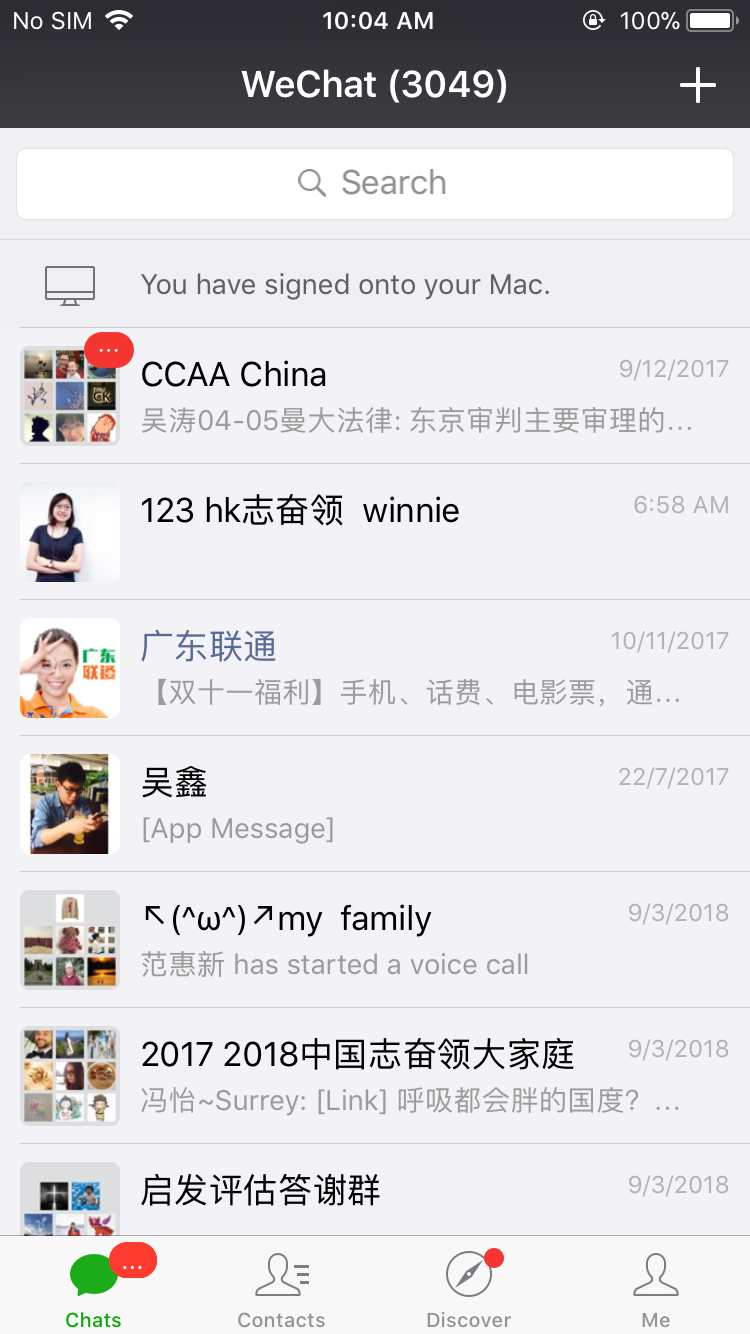 No SIM 10:04 AM 100%
WeChat (3049)
Search
You have signed onto your Mac.
...
CCAA China 9/12/2017
吴涛04-05曼大法律: 东京审判主要审理的...
123 hk志奋领 winnie 6:58 AM
广东
联通
广东联通 10/11/2017
【双十一福利】手机、话费、电影票，通...
吴鑫 22/7/2017
[App Message]
↖(^ω^)↗my family 9/3/2018
范惠新 has started a voice call
2017 2018中国志奋领大家庭 9/3/2018
冯怡~Surrey: [Link] 呼吸都会胖的国度？...
启发评估答谢群 9/3/2018
...
Chats Contacts Discover Me